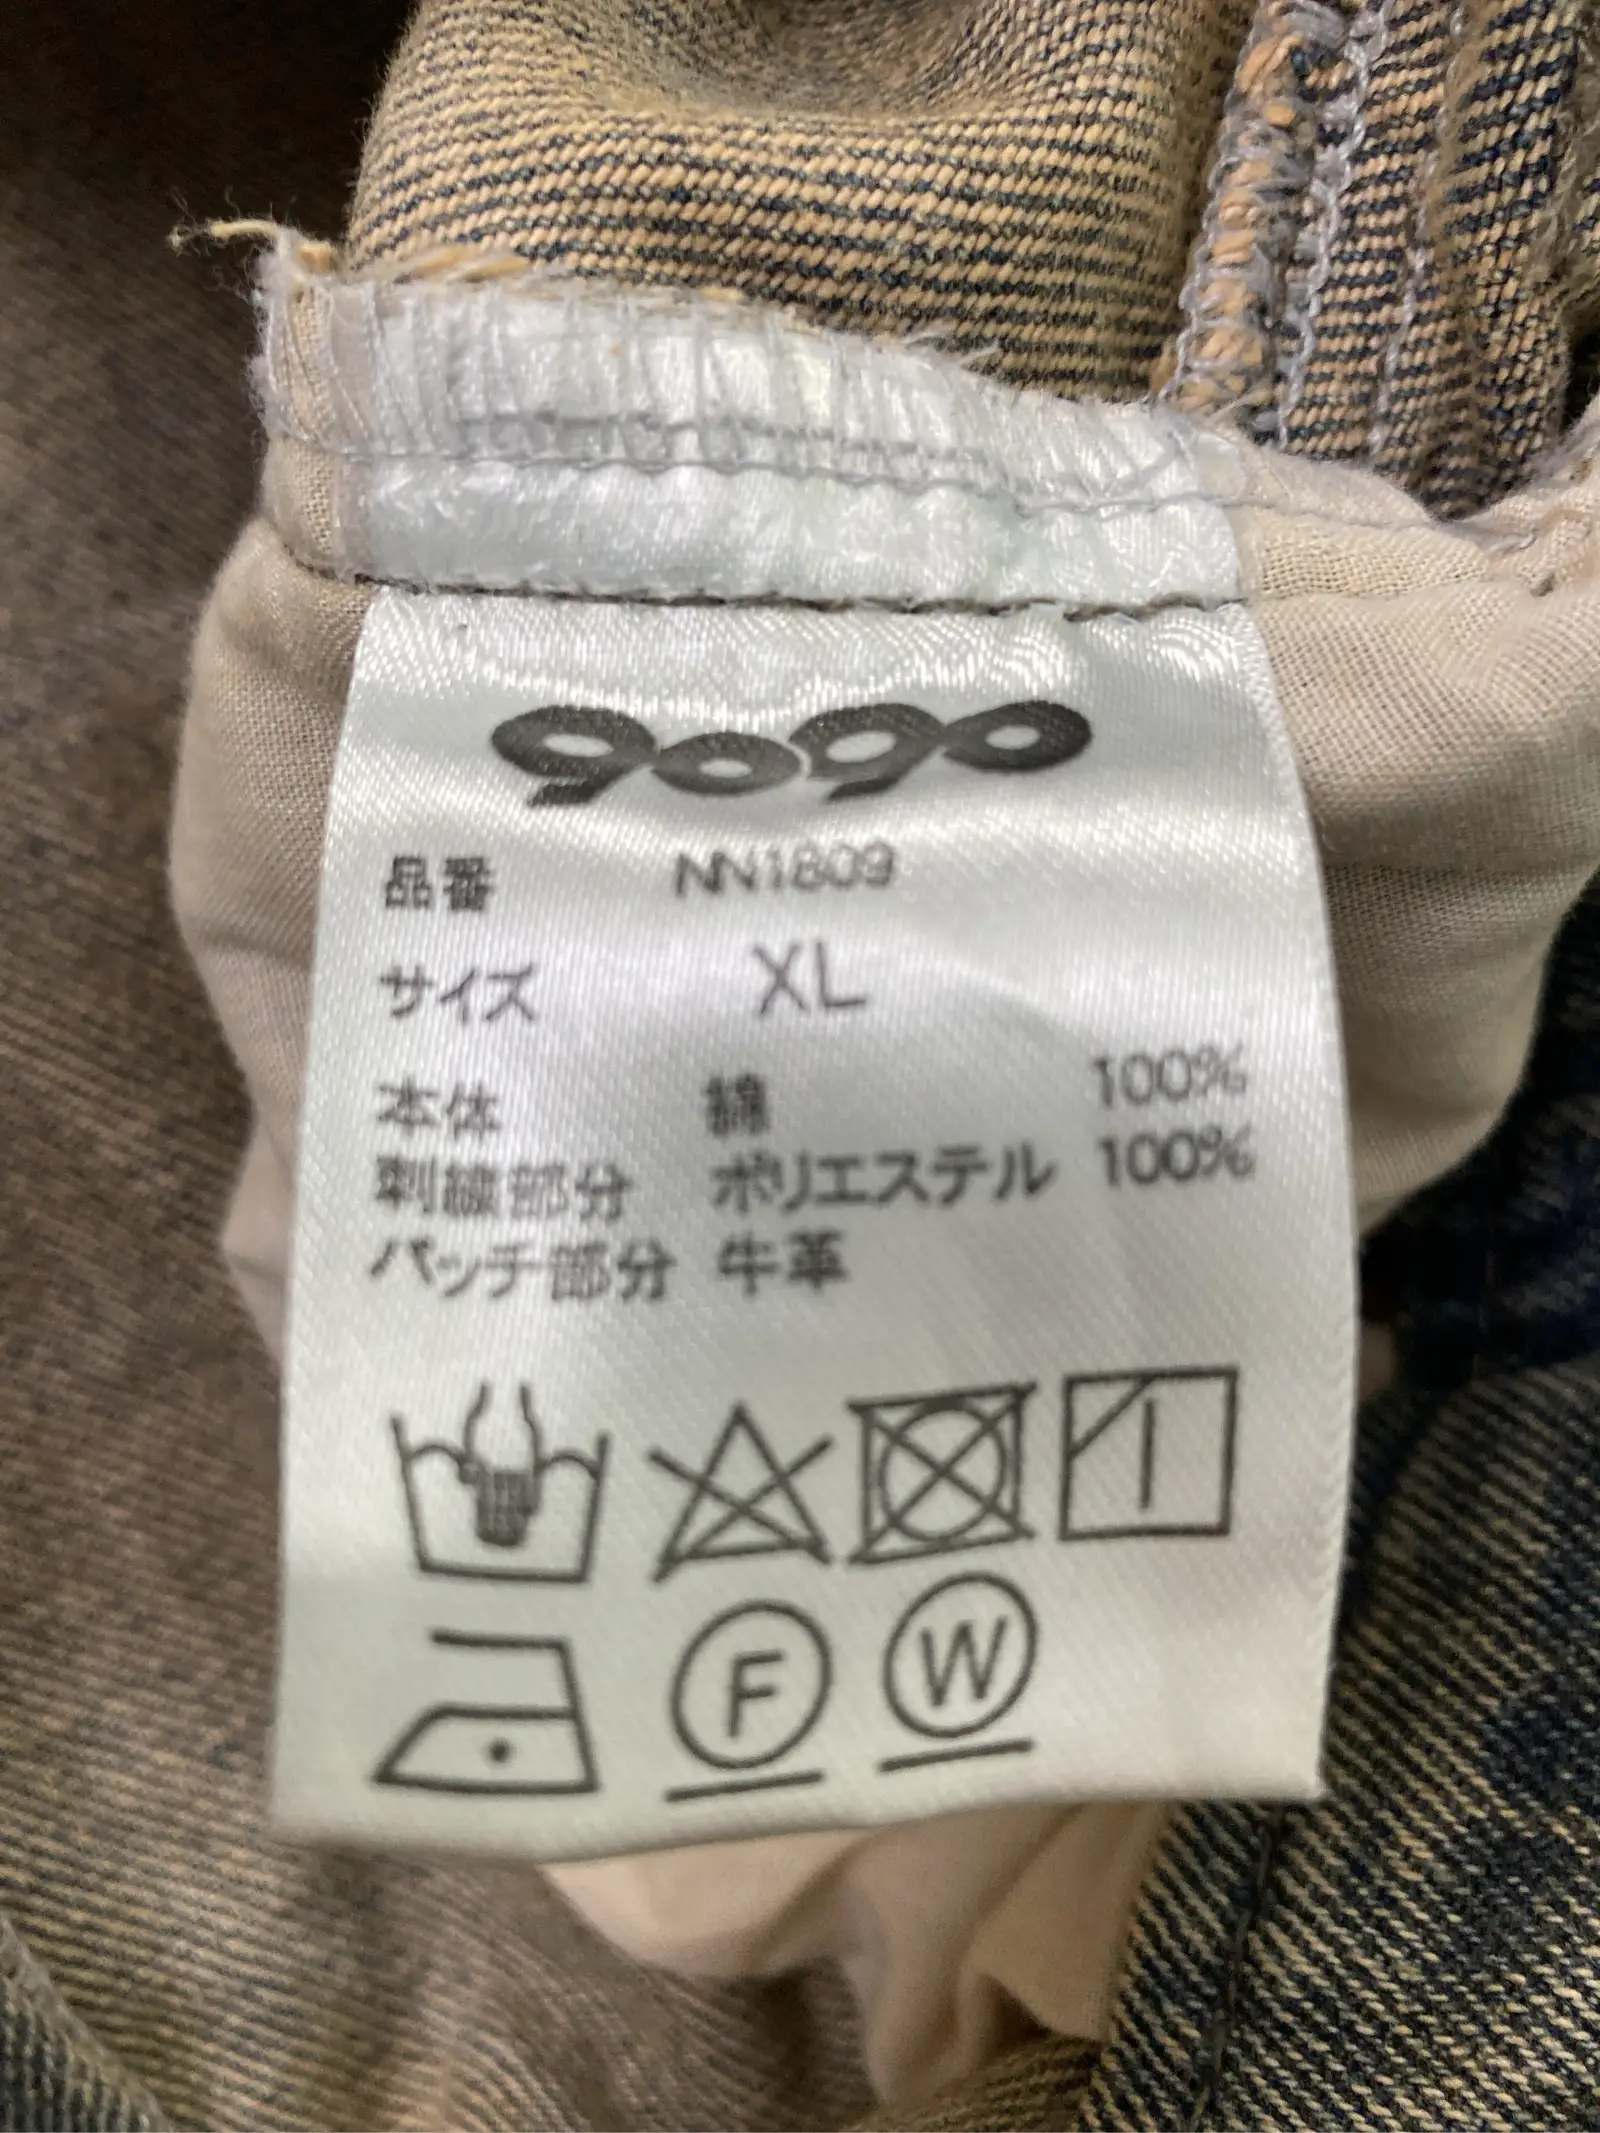 品番 NN1809
サイズ XL
本体 綿 100%
刺繍部分 ポリエステル 100%
パッチ部分 牛革
F W